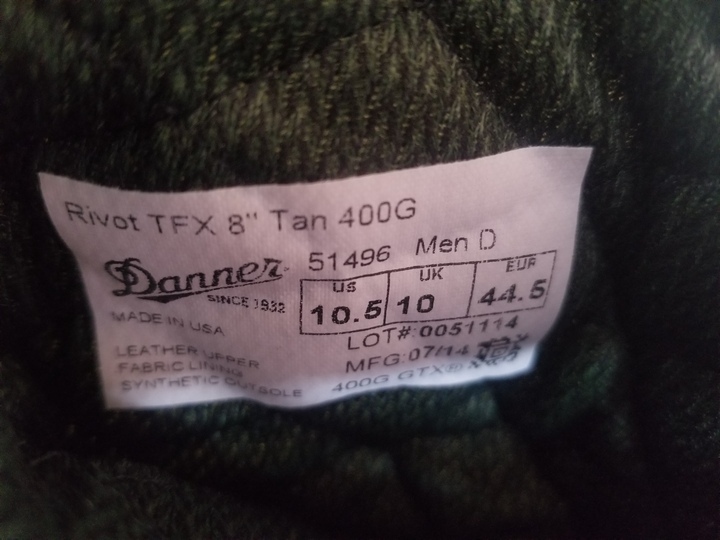 Rivot TFX 8" Tan 400G
Danner
SINCE 1932
MADE IN USA
LEATHER UPPER
FABRIC LINING
SYNTHETIC OUTSOLE
51496 Men D
US UK EUR
10.5 10 44.5
LOT#:0051114
MFG:07/14
400G GTX®